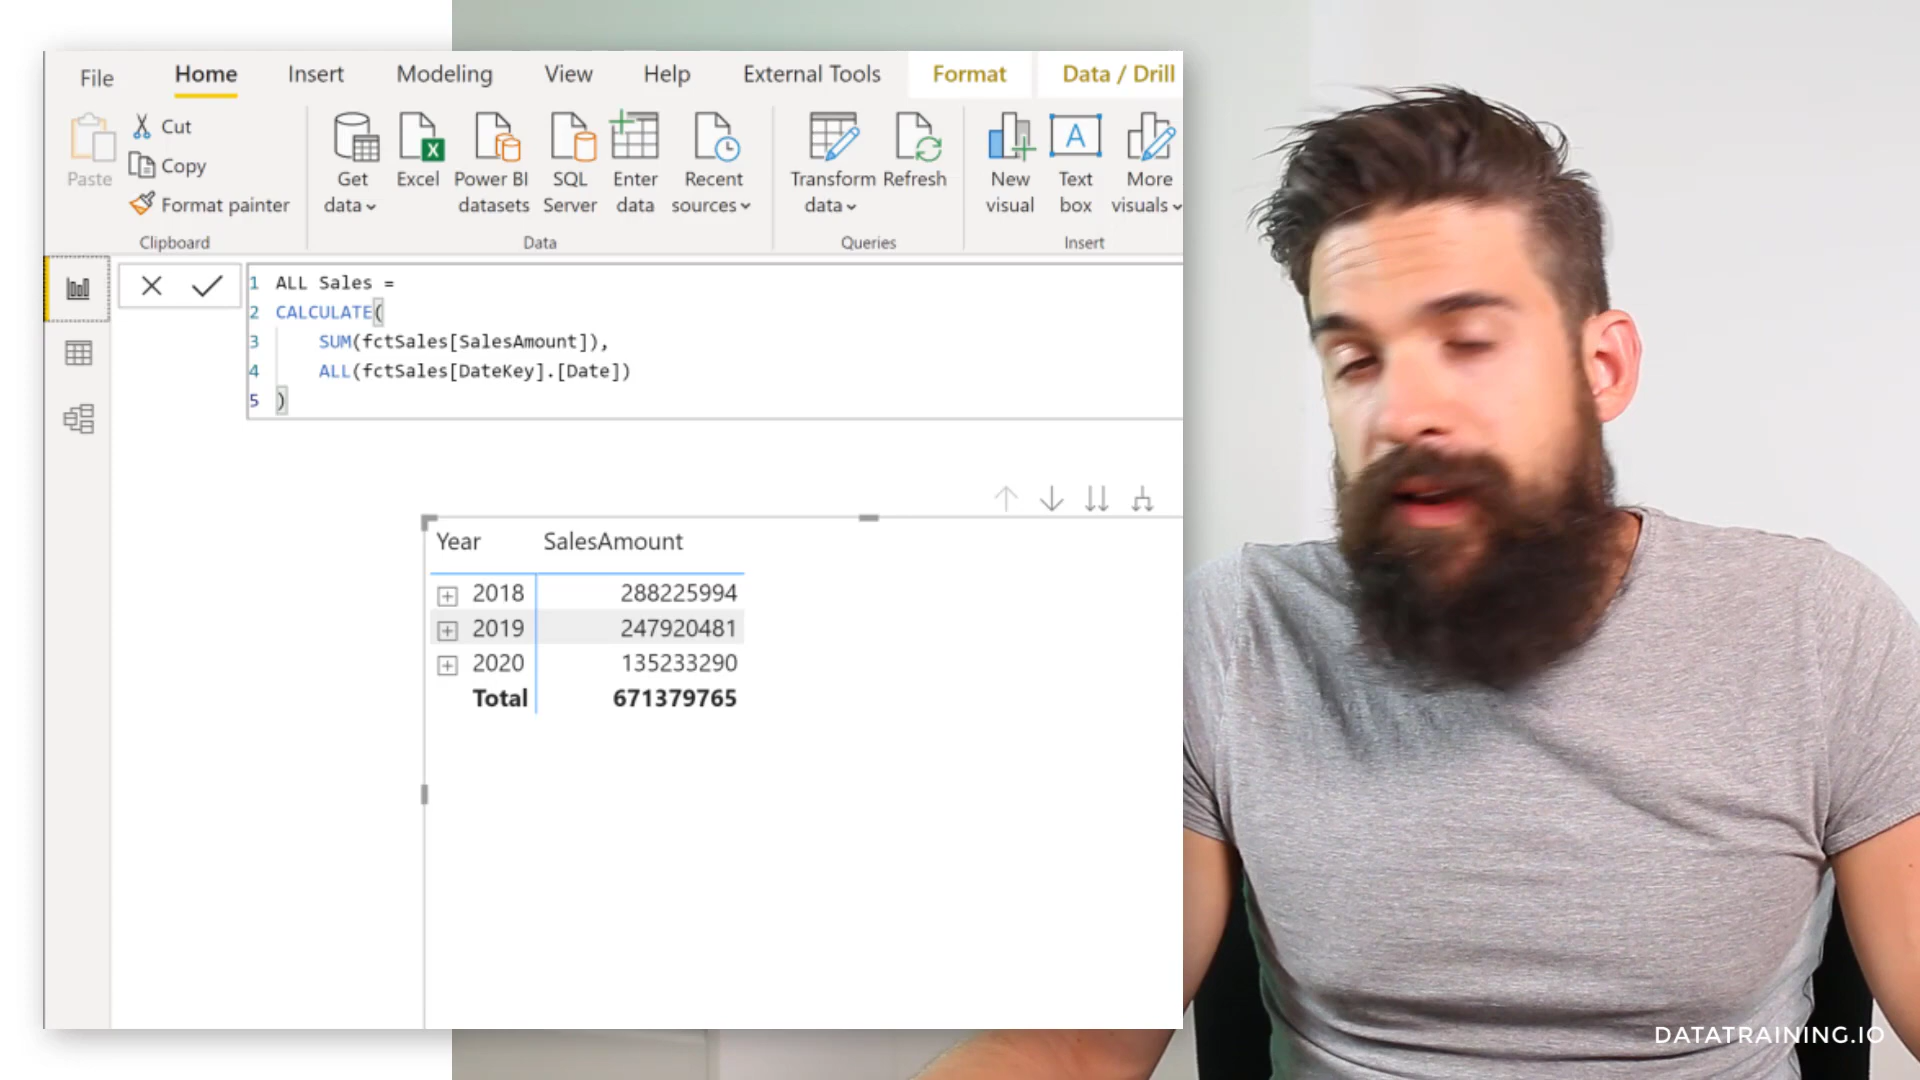 File Home Insert Modeling View Help External Tools Format Data / Drill
Paste
Cut
Copy
Format painter
Clipboard
Get data
Excel
Power BI datasets
SQL Server
Enter data
Recent sources
Data
Transform data
Refresh
Queries
New visual
Text box
More visuals
Insert
1 ALL Sales =
2 CALCULATE(
3 SUM(fctSales[SalesAmount]),
4 ALL(fctSales[DateKey].[Date])
5 )
Year SalesAmount
2018 288225994
2019 247920481
2020 135233290
Total 671379765
DATATRAINING.IO